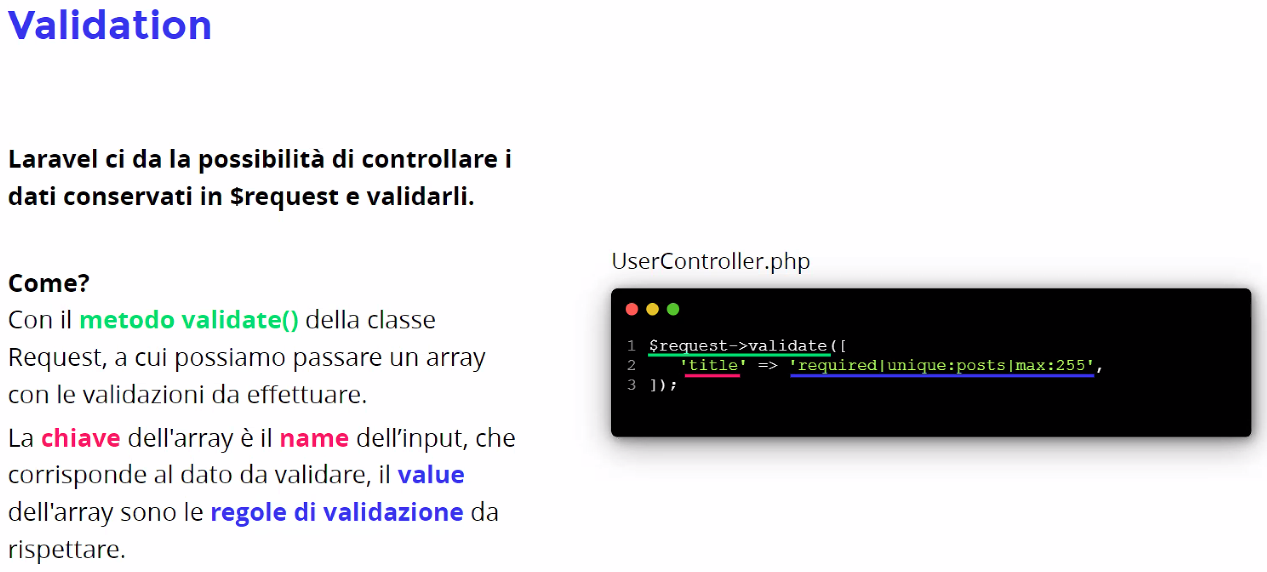 Validation
Laravel ci da la possibilità di controllare i
dati conservati in $request e validarli.
Come?
Con il metodo validate() della classe
Request, a cui possiamo passare un array
con le validazioni da effettuare.
La chiave dell'array è il name dell’input, che
corrisponde al dato da validare, il value
dell'array sono le regole di validazione da
rispettare.
UserController.php
1 $request->validate([
2 'title' => 'required|unique:posts|max:255',
3 ]);